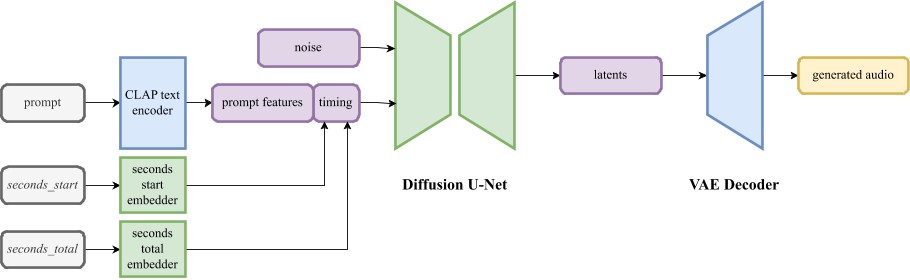 noise
prompt
CLAP text
encoder
prompt features
timing
latents
generated audio
seconds_start
seconds
start
embedder
Diffusion U-Net
VAE Decoder
seconds_total
seconds
total
embedder